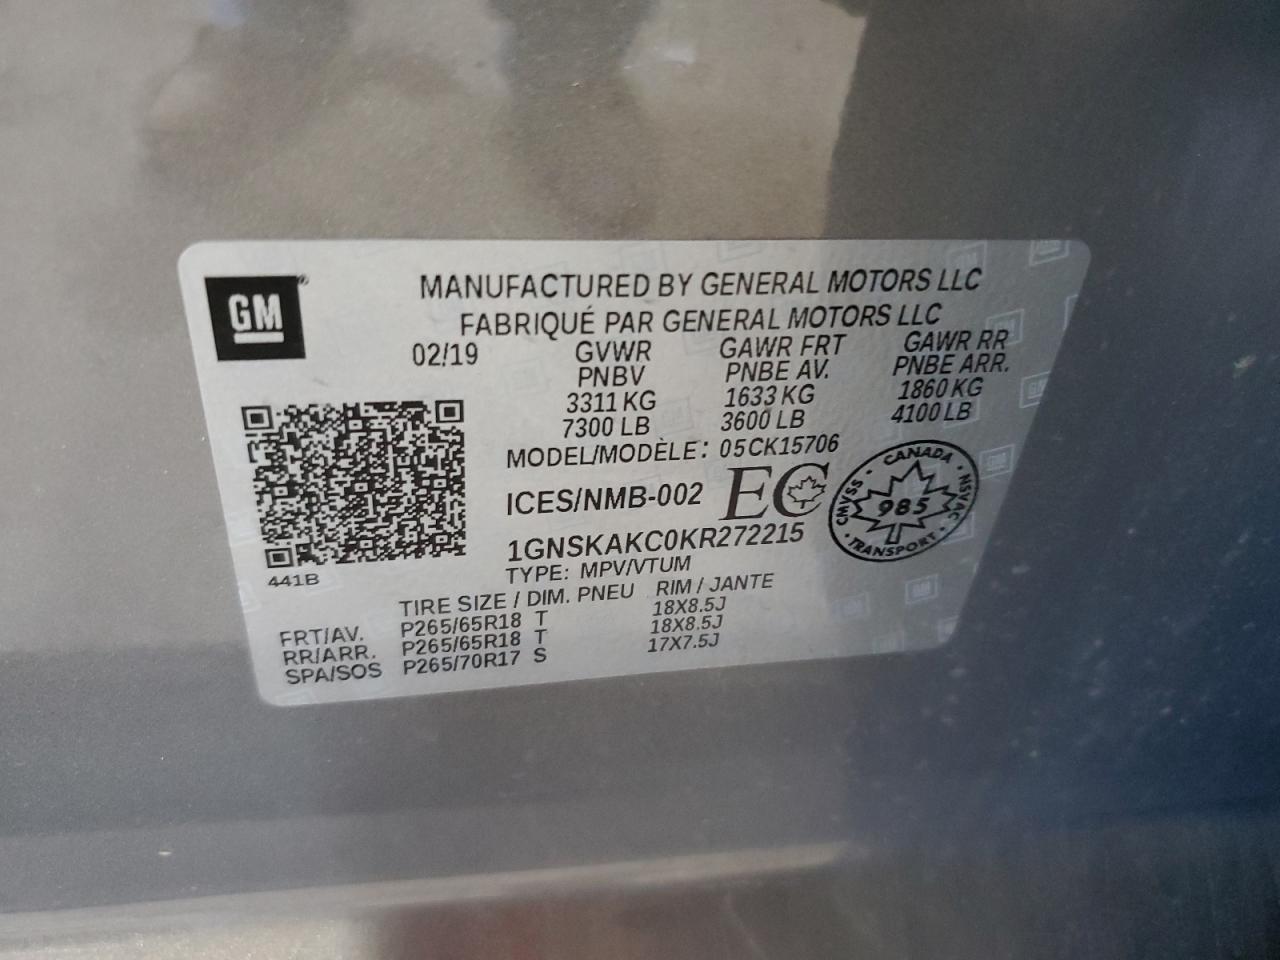 GM
MANUFACTURED BY GENERAL MOTORS LLC
FABRIQUÉ PAR GENERAL MOTORS LLC
02/19 GVWR GAWR FRT GAWR RR
PNBV PNBE AV. PNBE ARR.
3311 KG 1633 KG 1860 KG
7300 LB 3600 LB 4100 LB
MODEL/MODÈLE: 05CK15706
ICES/NMB-002 EC
CANADA
CMVSS 985 NSVAC
TRANSPORT
1GNSKAKC0KR272215
441B TYPE: MPV/VTUM
TIRE SIZE / DIM. PNEU RIM / JANTE
FRT/AV. P265/65R18 T 18X8.5J
RR/ARR. P265/65R18 T 18X8.5J
SPA/SOS P265/70R17 S 17X7.5J